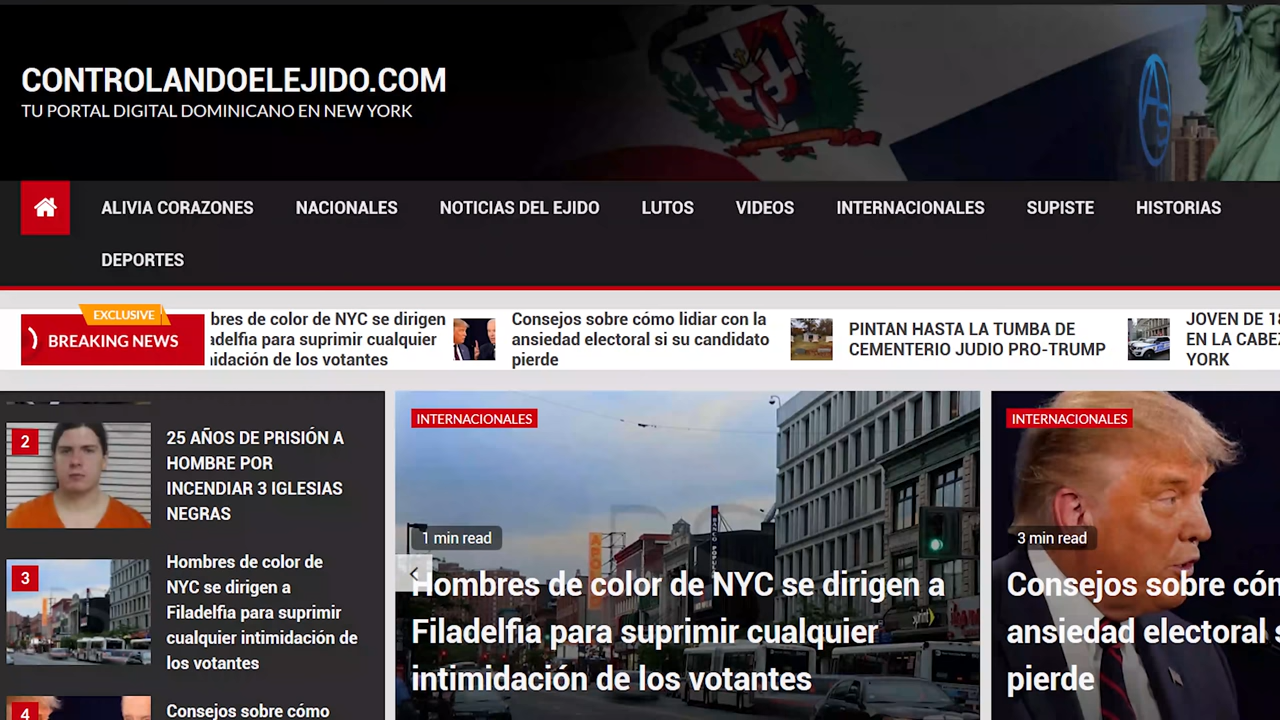 CONTROLANDOELEJIDO.COM
TU PORTAL DIGITAL DOMINICANO EN NEW YORK
ALIVIA CORAZONES
NACIONALES
NOTICIAS DEL EJIDO
LUTOS
VIDEOS
INTERNACIONALES
SUPISTE
HISTORIAS
DEPORTES
EXCLUSIVE
BREAKING NEWS
bres de color de NYC se dirigen
adelfia para suprimir cualquier
idación de los votantes
Consejos sobre cómo lidiar con la
ansiedad electoral si su candidato
pierde
PINTAN HASTA LA TUMBA DE
CEMENTERIO JUDIO PRO-TRUMP
JOVEN DE 18
EN LA CABEZ
YORK
2
25 AÑOS DE PRISIÓN A
HOMBRE POR
INCENDIAR 3 IGLESIAS
NEGRAS
3
Hombres de color de
NYC se dirigen a
Filadelfia para suprimir
cualquier intimidación de
los votantes
4
Consejos sobre cómo
INTERNACIONALES
1 min read
Hombres de color de NYC se dirigen a
Filadelfia para suprimir cualquier
intimidación de los votantes
INTERNACIONALES
3 min read
Consejos sobre cón
ansiedad electoral s
pierde